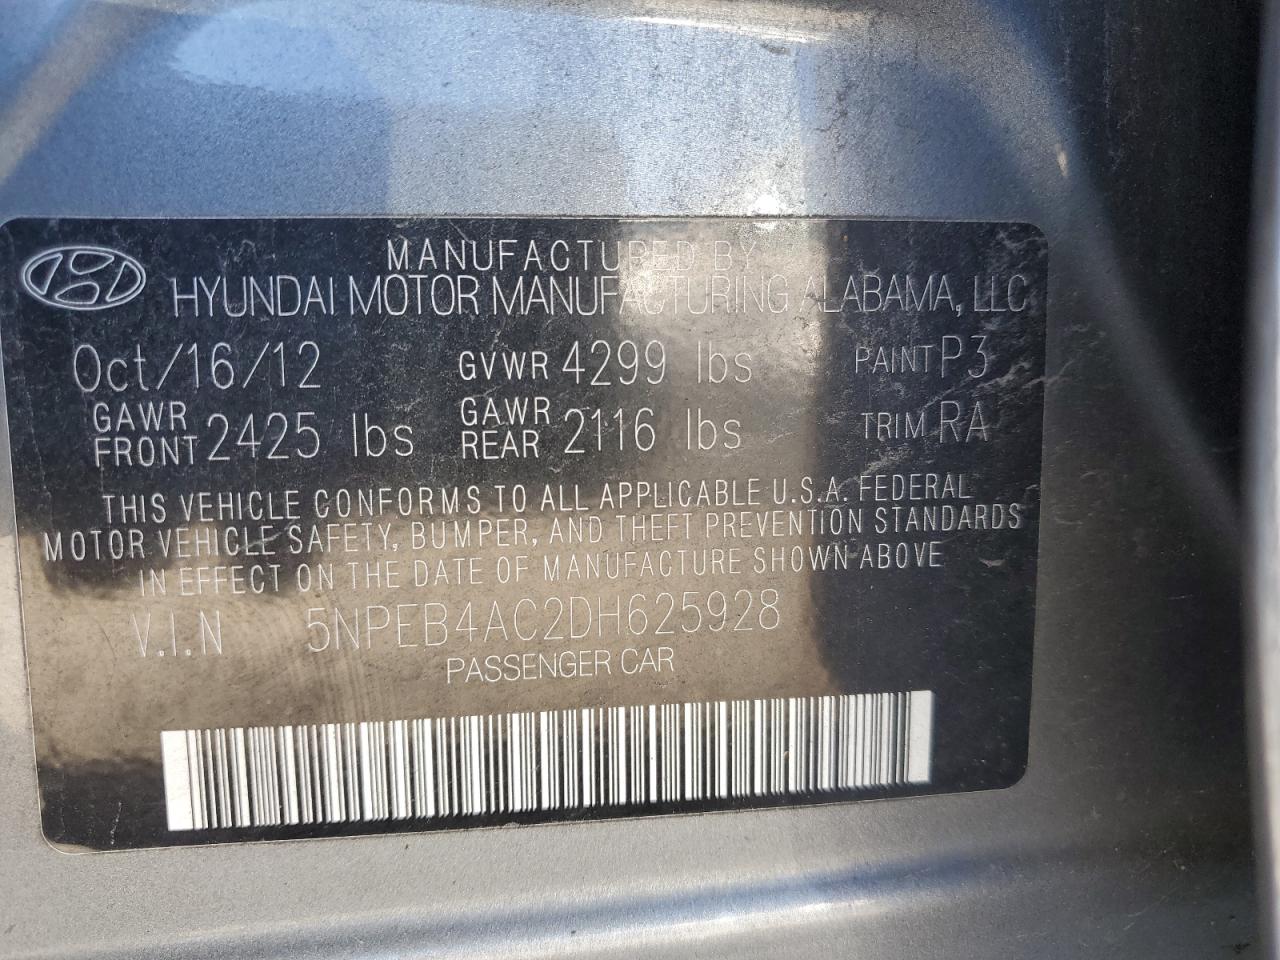 MANUFACTURED BY
HYUNDAI MOTOR MANUFACTURING ALABAMA, LLC
Oct/16/12 GVWR 4299 lbs PAINT P3
GAWR FRONT 2425 lbs GAWR REAR 2116 lbs TRIM RA
THIS VEHICLE CONFORMS TO ALL APPLICABLE U.S.A. FEDERAL
MOTOR VEHICLE SAFETY, BUMPER, AND THEFT PREVENTION STANDARDS
IN EFFECT ON THE DATE OF MANUFACTURE SHOWN ABOVE
V.I.N 5NPEB4AC2DH625928
PASSENGER CAR